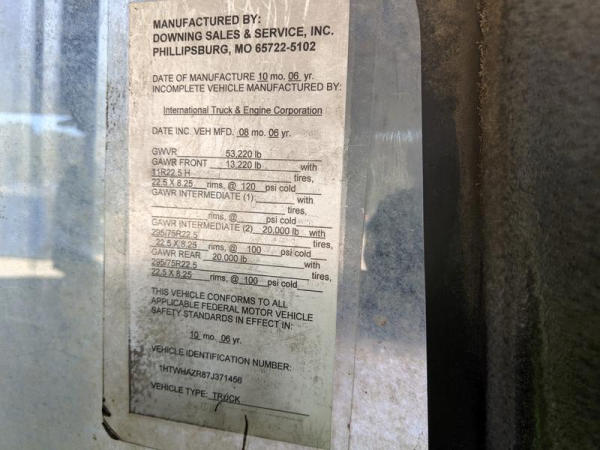 MANUFACTURED BY:
DOWNING SALES & SERVICE, INC.
PHILLIPSBURG, MO 65722-5102
DATE OF MANUFACTURE 10 mo. 06 yr.
INCOMPLETE VEHICLE MANUFACTURED BY:
International Truck & Engine Corporation
DATE INC. VEH MFD. 08 mo. 06 yr.
GWVR 53,220 lb
GAWR FRONT 13,220 lb with
11R22.5 H tires,
22.5 X 8.25 rims, @ 120 psi cold
GAWR INTERMEDIATE (1) with
tires,
rims, @ psi cold
GAWR INTERMEDIATE (2) 20,000 lb with
295/75R22.5 tires,
22.5 X 8.25 rims, @ 100 psi cold
GAWR REAR 20,000 lb with
295/75R22.5 tires,
22.5 X 8.25 rims, @ 100 psi cold
THIS VEHICLE CONFORMS TO ALL
APPLICABLE FEDERAL MOTOR VEHICLE
SAFETY STANDARDS IN EFFECT IN:
10 mo. 06 yr.
VEHICLE IDENTIFICATION NUMBER:
1HTWHAZR87J371456
VEHICLE TYPE: TRUCK